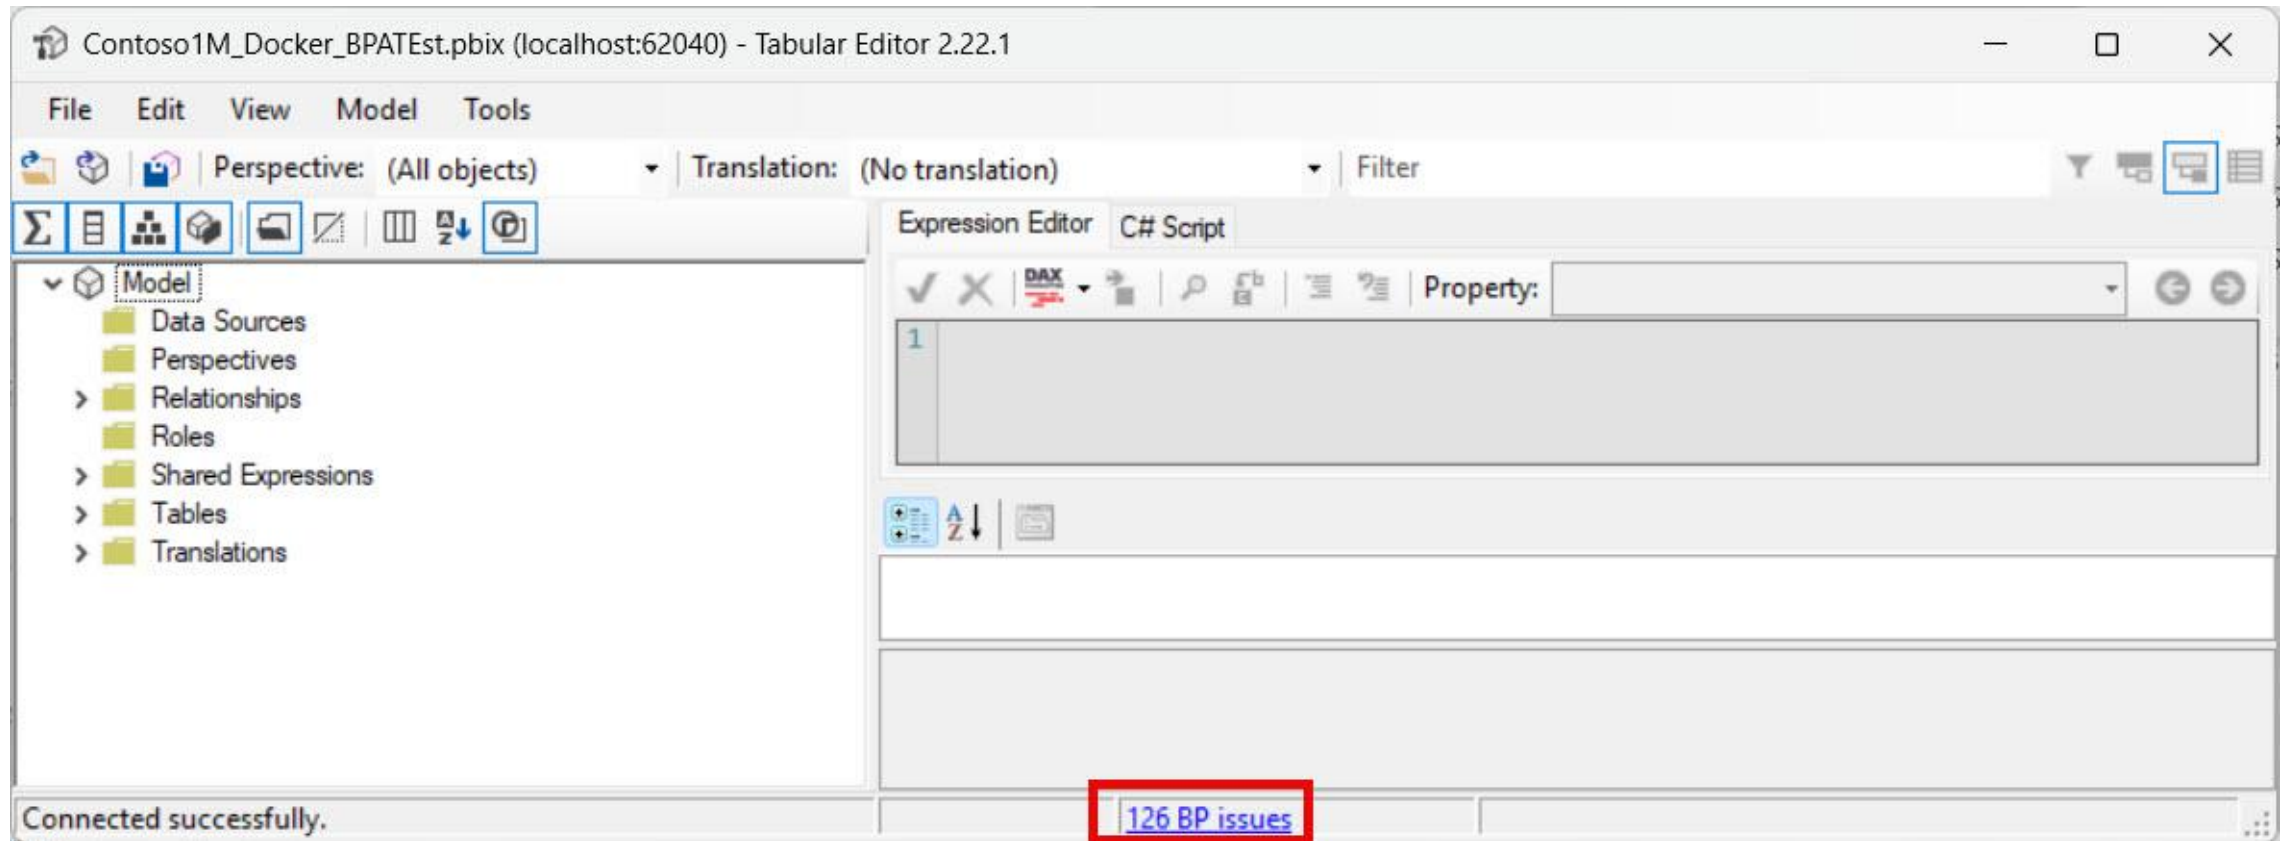 Contoso1M_Docker_BPATEst.pbix (localhost:62040) - Tabular Editor 2.22.1
File Edit View Model Tools
Perspective: (All objects) Translation: (No translation) Filter
Expression Editor C# Script
Model
Data Sources
Perspectives
Relationships
Roles
Shared Expressions
Tables
Translations
DAX Property:
1
A
Z
Connected successfully. 126 BP issues